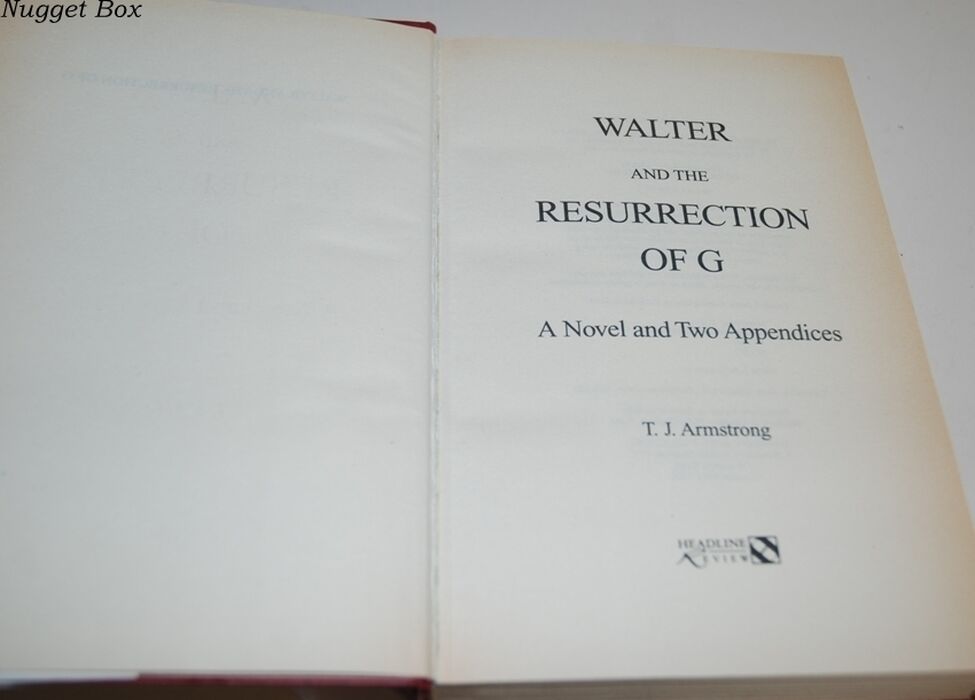 Nugget Box
WALTER
AND THE
RESURRECTION
OF G
A Novel and Two Appendices
T. J. Armstrong
HEADLINE
REVIEW